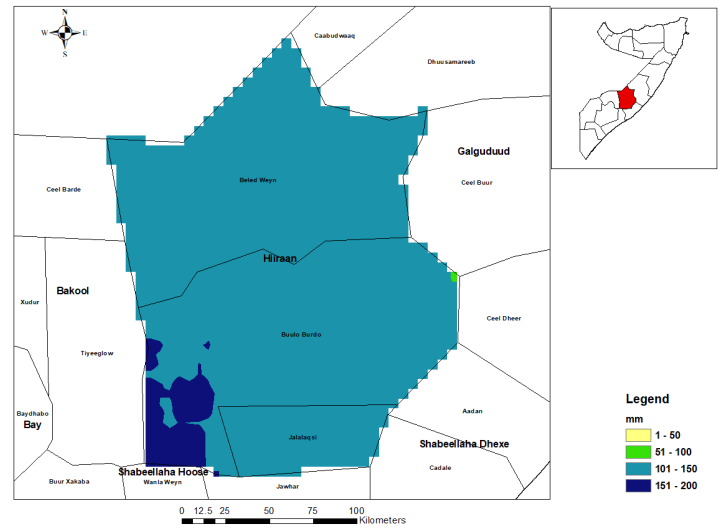 N
W E
S
Caabudwaaq
Dhuusamareeb
Galguduud
Ceel Barde
Beled Weyn
Ceel Buur
Hiiraan
Bakool
Xudur
Ceel Dheer
Buulo Burdo
Tiyeeglow
Baydhabo
Bay
Aadan
Jalalaqsi
Shabeellaha Dhexe
Shabeellaha Hoose
Cadale
Buur Xakaba
Wanla Weyn
Jawhar
Legend
mm
1 - 50
51 - 100
101 - 150
151 - 200
0 12.5 25 50 75 100
Kilometers